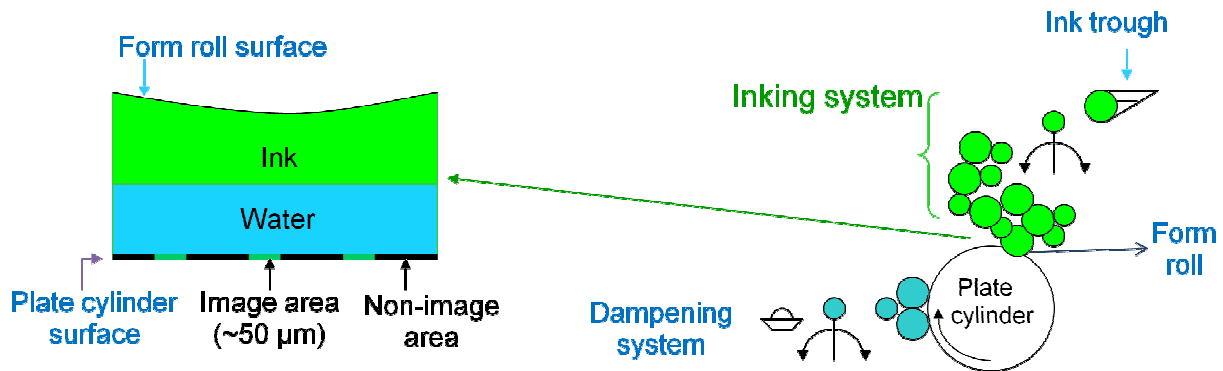 Form roll surface
Ink
Water
Plate cylinder
surface
Image area
(~50 µm)
Non-image
area
Ink trough
Inking system
Form
roll
Plate
cylinder
Dampening
system